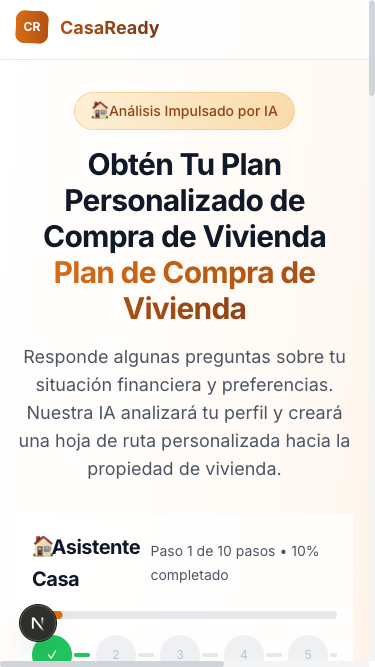 CR CasaReady
Análisis Impulsado por IA
Obtén Tu Plan
Personalizado de
Compra de Vivienda
Plan de Compra de
Vivienda
Responde algunas preguntas sobre tu
situación financiera y preferencias.
Nuestra IA analizará tu perfil y creará
una hoja de ruta personalizada hacia la
propiedad de vivienda.
Asistente
Casa
Paso 1 de 10 pasos • 10%
completado
N
2 3 4 5